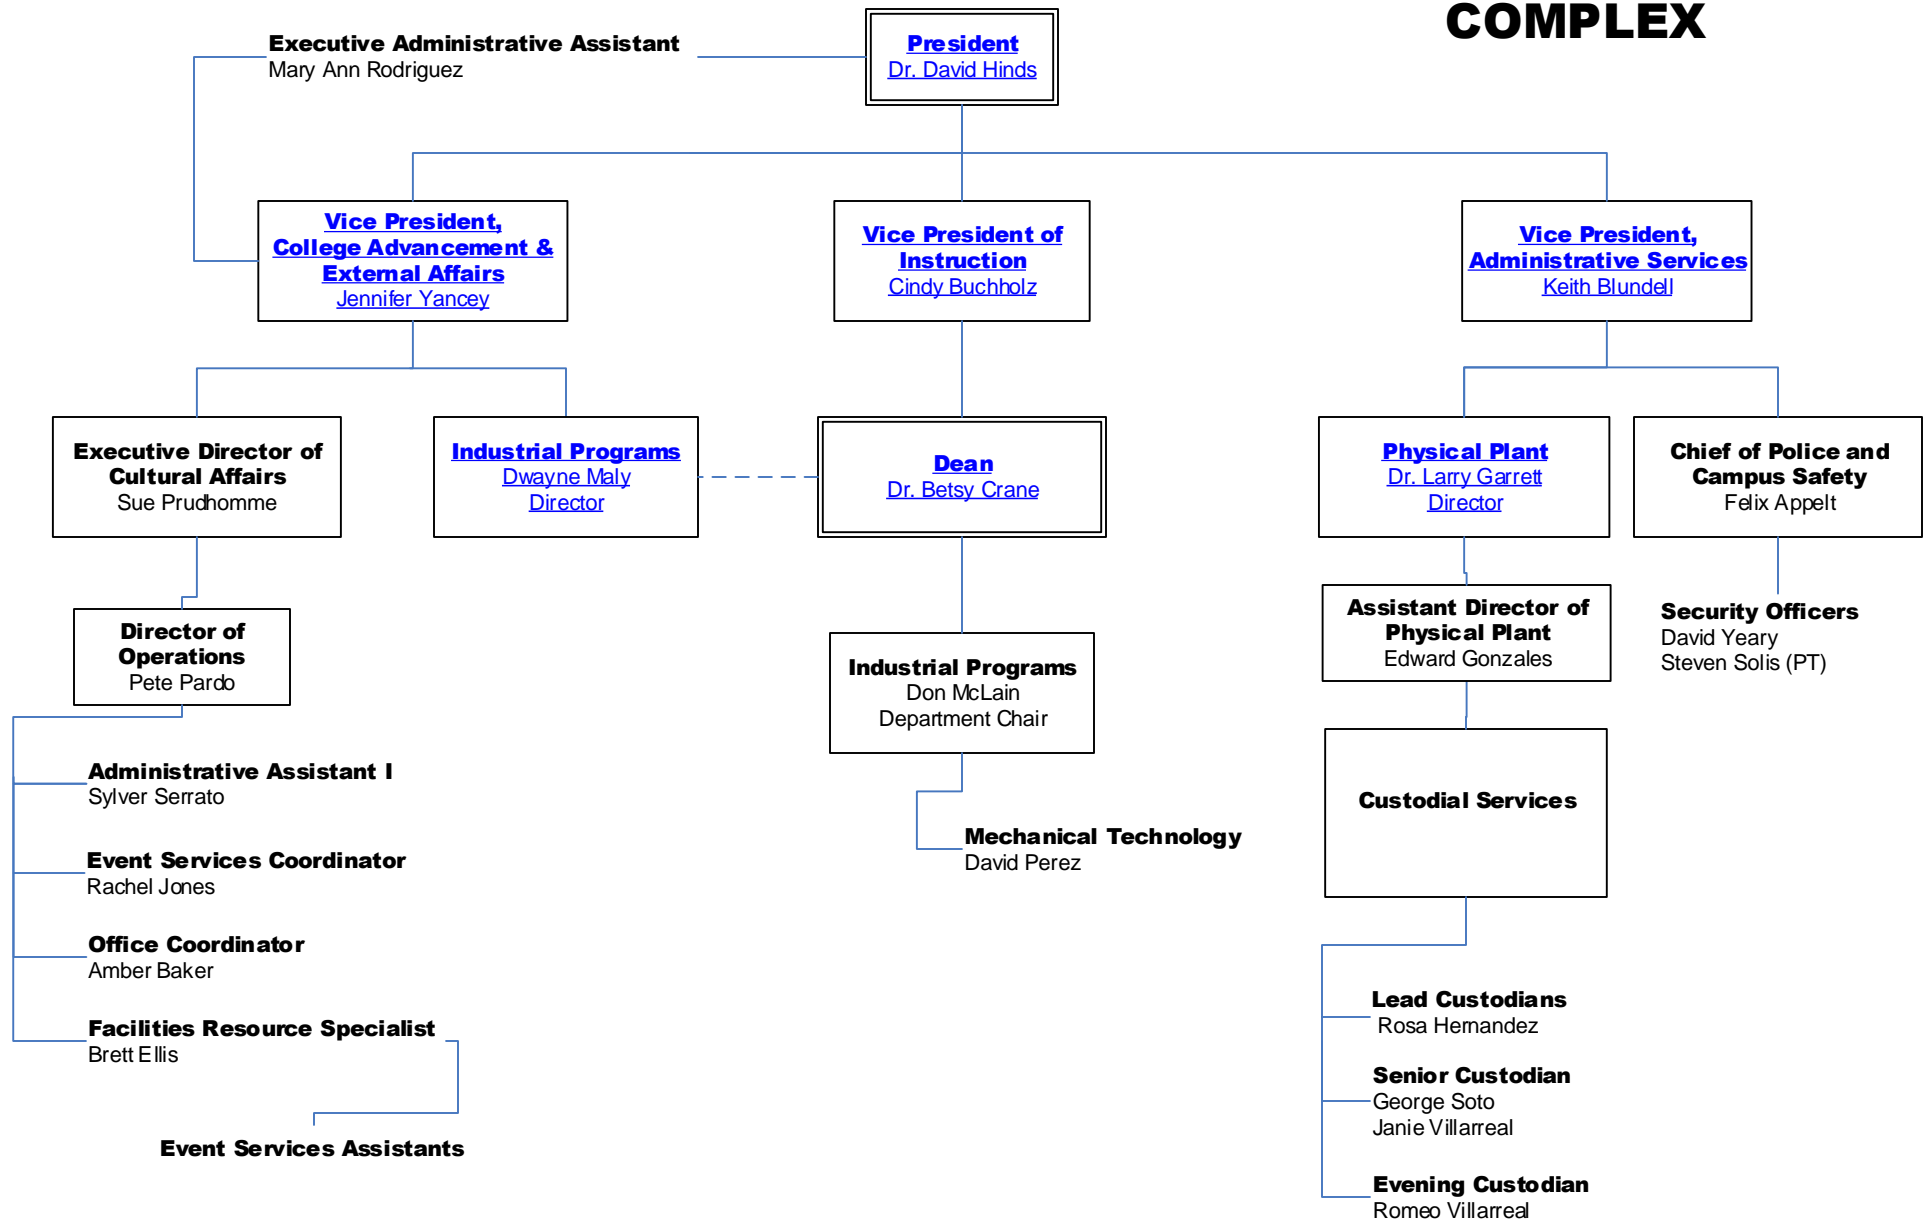 COMPLEX
Executive Administrative Assistant
Mary Ann Rodriguez
President
Dr. David Hinds
Vice President,
College Advancement &
External Affairs
Jennifer Yancey
Vice President of
Instruction
Cindy Buchholz
Vice President,
Administrative Services
Keith Blundell
Executive Director of
Cultural Affairs
Sue Prudhomme
Industrial Programs
Dwayne Maly
Director
Dean
Dr. Betsy Crane
Physical Plant
Dr. Larry Garrett
Director
Chief of Police and
Campus Safety
Felix Appelt
Director of
Operations
Pete Pardo
Industrial Programs
Don McLain
Department Chair
Assistant Director of
Physical Plant
Edward Gonzales
Security Officers
David Yeary
Steven Solis (PT)
Administrative Assistant I
Sylver Serrato
Event Services Coordinator
Rachel Jones
Office Coordinator
Amber Baker
Facilities Resource Specialist
Brett Ellis
Event Services Assistants
Mechanical Technology
David Perez
Custodial Services
Lead Custodians
Rosa Hernandez
Senior Custodian
George Soto
Janie Villarreal
Evening Custodian
Romeo Villarreal